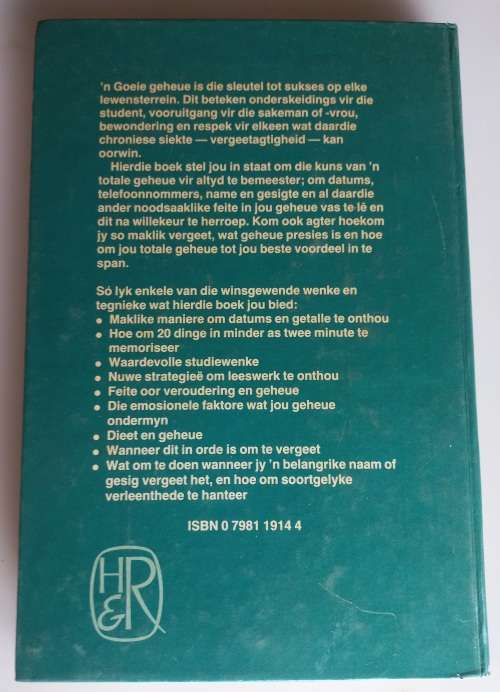 'n Goeie geheue is die sleutel tot sukses op elke
lewensterrein. Dit beteken onderskeidings vir die
student, vooruitgang vir die sakeman of -vrou,
bewondering en respek vir elkeen wat daardie
chroniese siekte — vergeetagtigheid — kan
oorwin.
Hierdie boek stel jou in staat om die kuns van 'n
totale geheue vir altyd te bemeester; om datums,
telefoonnommers, name en gesigte en al daardie
ander noodsaaklike feite in jou geheue vas te lê en
dit na willekeur te herroep. Kom ook agter hoekom
jy so maklik vergeet, wat geheue presies is en hoe
om jou totale geheue tot jou beste voordeel in te
span.
Só lyk enkele van die winsgewende wenke en
tegnieke wat hierdie boek jou bied:
• Maklike maniere om datums en getalle te onthou
• Hoe om 20 dinge in minder as twee minute te
memoriseer
• Waardevolle studiewenke
• Nuwe strategieë om leeswerk te onthou
• Feite oor veroudering en geheue
• Die emosionele faktore wat jou geheue
ondermyn
• Dieet en geheue
• Wanneer dit in orde is om te vergeet
• Wat om te doen wanneer jy 'n belangrike naam of
gesig vergeet het, en hoe om soortgelyke
verleenthede te hanteer
ISBN 0 7981 1914 4
H&R